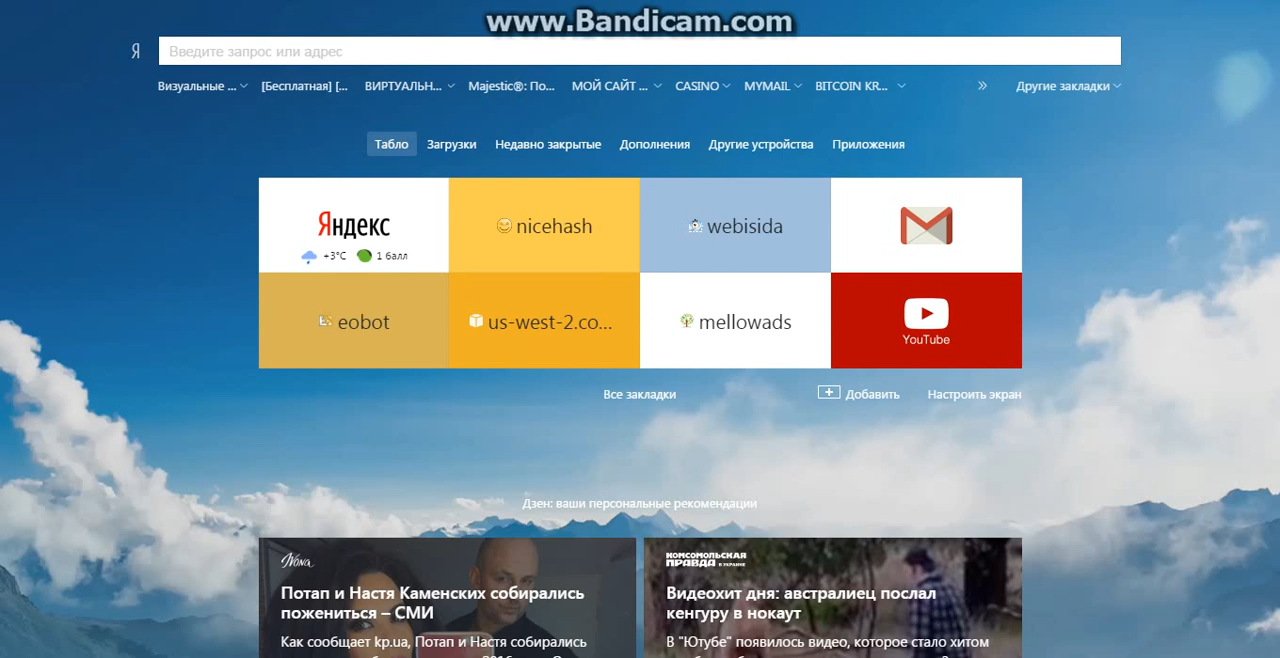 www.Bandicam.com
Я Введите запрос или адрес
Визуальные ... [Бесплатная] [... ВИРТУАЛЬН... Majestic®: По... МОЙ САЙТ ... CASINO MYMAIL BITCOIN KR... » Другие закладки
Табло Загрузки Недавно закрытые Дополнения Другие устройства Приложения
Яндекс nicehash webisida
+3°C 1 балл
eobot us-west-2.co... mellowads YouTube
Все закладки Добавить Настроить экран
Дзен: ваши персональные рекомендации
Nona
Потап и Настя Каменских собирались
пожениться – СМИ
Как сообщает kp.ua, Потап и Настя собирались
КОМСОМОЛЬСКАЯ
ПРАВДА В УКРАИНЕ
Видеохит дня: австралиец послал
кенгуру в нокаут
В "Ютубе" появилось видео, которое стало хитом